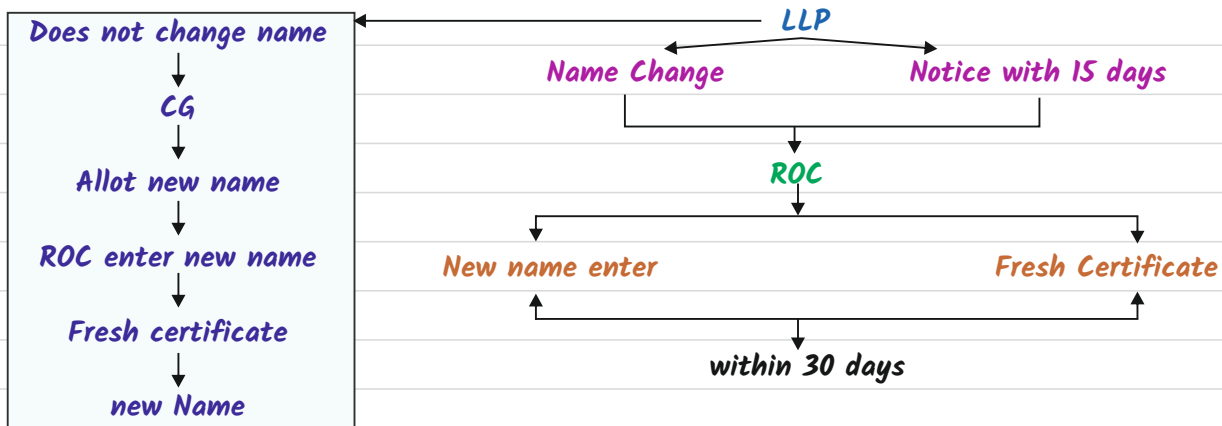 Does not change name
CG
Allot new name
ROC enter new name
Fresh certificate
new Name
LLP
Name Change
Notice with 15 days
ROC
New name enter
Fresh Certificate
within 30 days